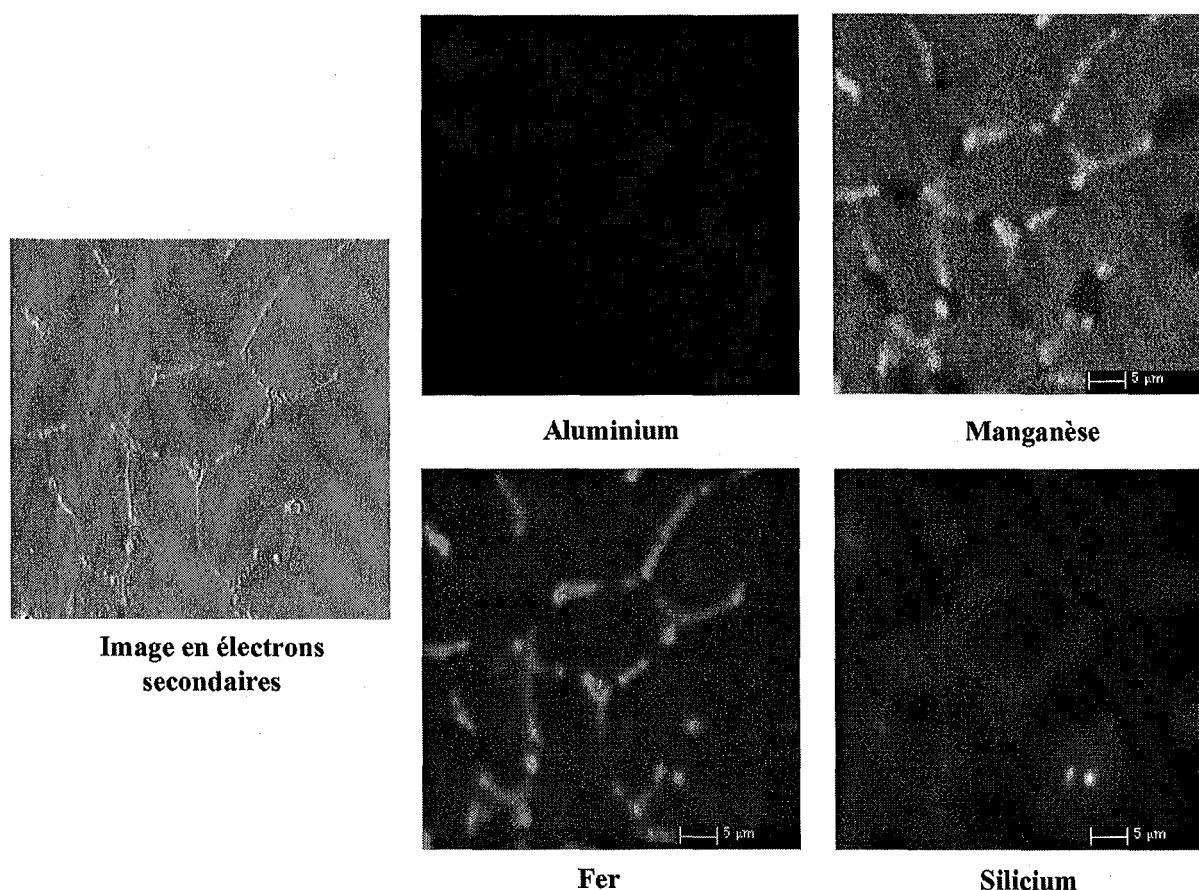 Aluminium
5 µm
Manganèse
Image en électrons
secondaires
5 µm
Fer
5 µm
Silicium